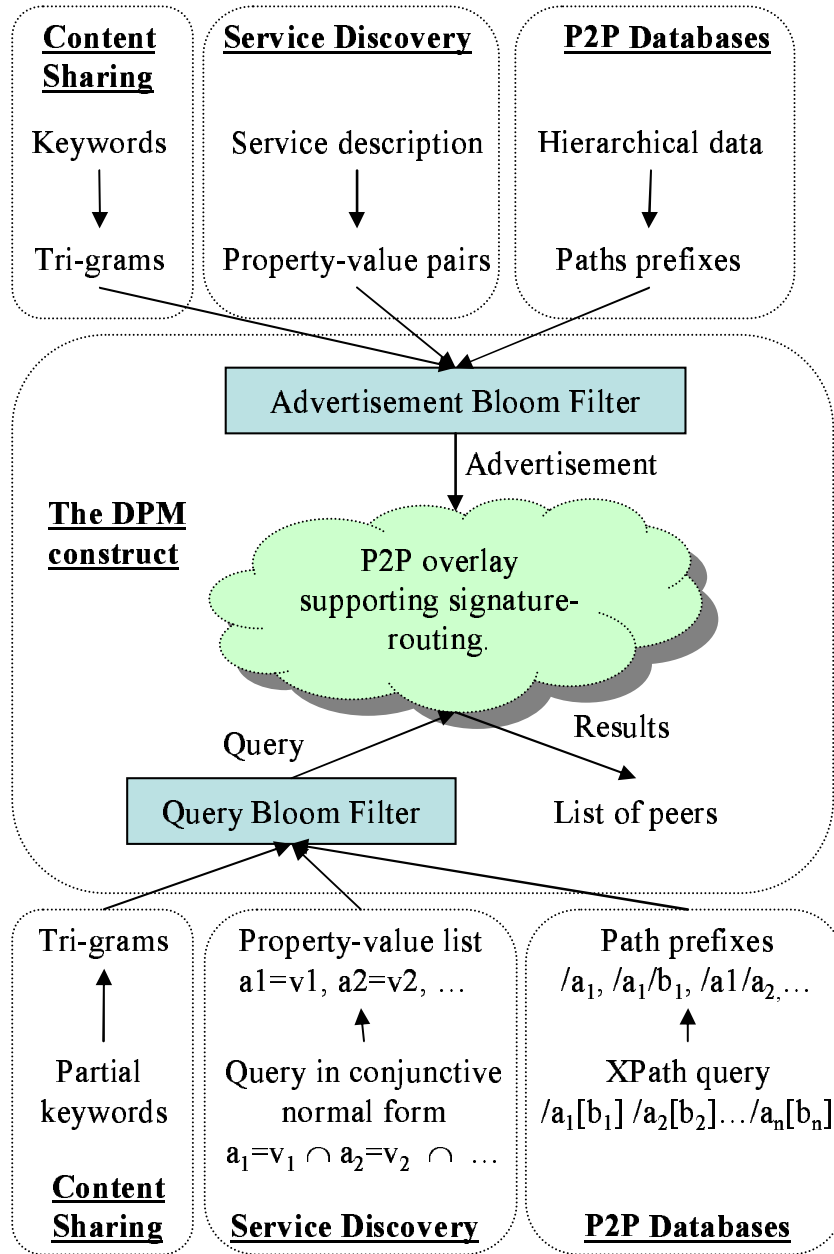 Content
Sharing
Keywords
Tri-grams
Service Discovery
Service description
Property-value pairs
P2P Databases
Hierarchical data
Paths prefixes
Advertisement Bloom Filter
Advertisement
The DPM
construct
P2P overlay
supporting signature-
routing.
Query
Results
Query Bloom Filter
List of peers
Tri-grams
Partial
keywords
Content
Sharing
Property-value list
a1=v1, a2=v2, …
Query in conjunctive
normal form
a₁=v₁ ∩ a₂=v₂ ∩ …
Service Discovery
Path prefixes
/a₁, /a₁/b₁, /a1/a₂,…
XPath query
/a₁[b₁] /a₂[b₂]…/aₙ[bₙ]
P2P Databases